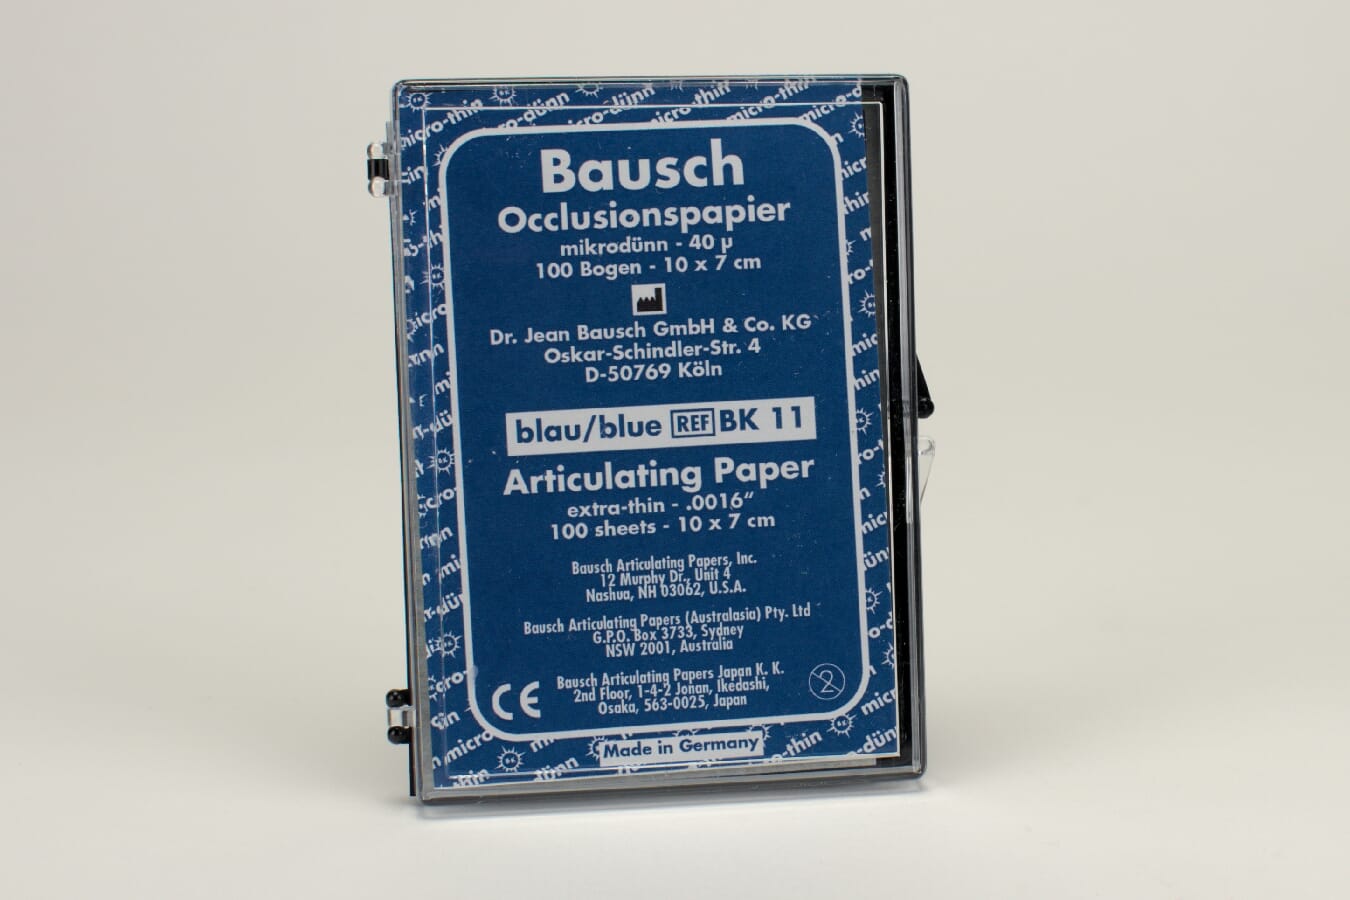 micro-thin micro-dünn micro-thin micro-dünn
Bausch
Occlusionspapier
mikrodünn - 40 µ
100 Bogen - 10 x 7 cm
Dr. Jean Bausch GmbH & Co. KG
Oskar-Schindler-Str. 4
D-50769 Köln
blau/blue REF BK 11
Articulating Paper
extra-thin - .0016“
100 sheets - 10 x 7 cm
Bausch Articulating Papers, Inc.
12 Murphy Dr., Unit 4
Nashua, NH 03062, U.S.A.
Bausch Articulating Papers (Australasia) Pty. Ltd
G.P.O. Box 3733, Sydney
NSW 2001, Australia
Bausch Articulating Papers Japan K. K.
2nd Floor, 1-4-2 Jonan, Ikedashi,
Osaka, 563-0025, Japan
CE
2
Made in Germany